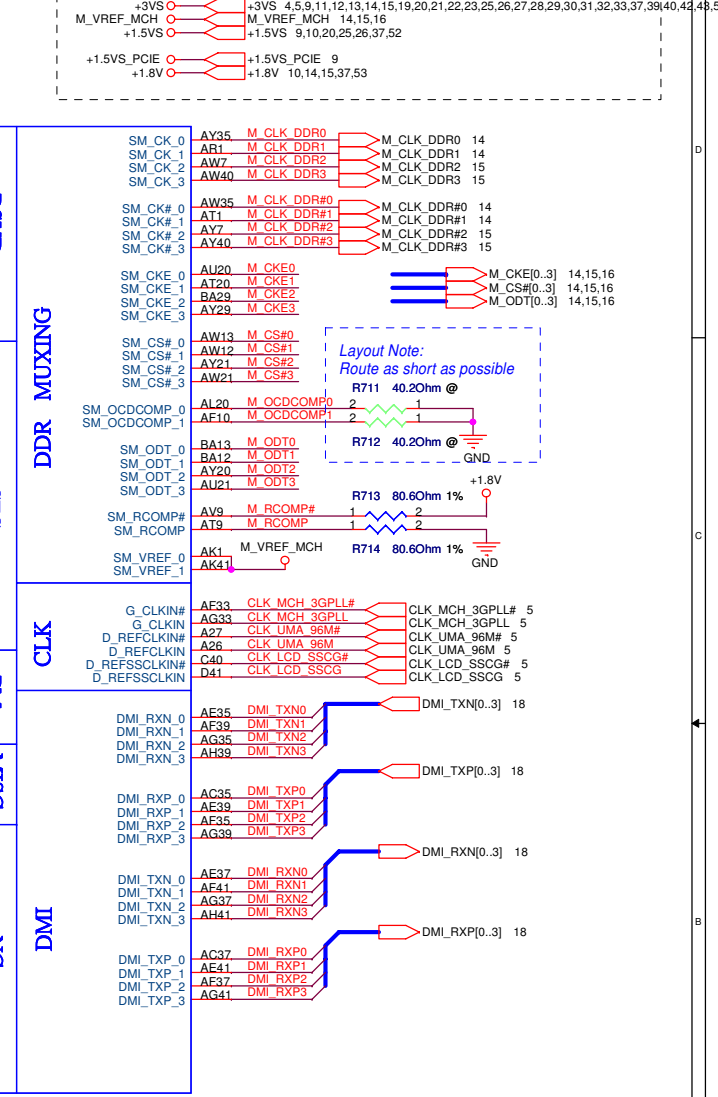 +3VS +3VS 4,5,9,11,12,13,14,15,19,20,21,22,23,25,26,27,28,29,30,31,32,33,37,39,40,42,43,5
M_VREF_MCH M_VREF_MCH 14,15,16
+1.5VS +1.5VS 9,10,20,25,26,37,52
+1.5VS_PCIE +1.5VS_PCIE 9
+1.8V +1.8V 10,14,15,37,53
D
SM_CK_0 AY35 M_CLK_DDR0 M_CLK_DDR0 14
SM_CK_1 AR1 M_CLK_DDR1 M_CLK_DDR1 14
SM_CK_2 AW7 M_CLK_DDR2 M_CLK_DDR2 15
SM_CK_3 AW40 M_CLK_DDR3 M_CLK_DDR3 15
SM_CK#_0 AW35 M_CLK_DDR#0 M_CLK_DDR#0 14
SM_CK#_1 AT1 M_CLK_DDR#1 M_CLK_DDR#1 14
SM_CK#_2 AY7 M_CLK_DDR#2 M_CLK_DDR#2 15
SM_CK#_3 AY40 M_CLK_DDR#3 M_CLK_DDR#3 15
SM_CKE_0 AU20 M_CKE0 M_CKE[0..3] 14,15,16
SM_CKE_1 AT20 M_CKE1 M_CS#[0..3] 14,15,16
SM_CKE_2 BA29 M_CKE2 M_ODT[0..3] 14,15,16
SM_CKE_3 AY29 M_CKE3
DDR MUXING
SM_CS#_0 AW13 M_CS#0
SM_CS#_1 AW12 M_CS#1
SM_CS#_2 AY21 M_CS#2
SM_CS#_3 AW21 M_CS#3
Layout Note:
Route as short as possible
R711 40.2Ohm @
SM_OCDCOMP_0 AL20 M_OCDCOMP0 2 1
SM_OCDCOMP_1 AF10 M_OCDCOMP1 2 1
R712 40.2Ohm @
GND
SM_ODT_0 BA13 M_ODT0
SM_ODT_1 BA12 M_ODT1
SM_ODT_2 AY20 M_ODT2
SM_ODT_3 AU21 M_ODT3
+1.8V
R713 80.6Ohm 1%
SM_RCOMP# AV9 M_RCOMP# 1 2
SM_RCOMP AT9 M_RCOMP 1 2
R714 80.6Ohm 1%
GND
C
M_VREF_MCH
SM_VREF_0 AK1
SM_VREF_1 AK41
CLK
G_CLKIN# AF33 CLK_MCH_3GPLL# CLK_MCH_3GPLL# 5
G_CLKIN AG33 CLK_MCH_3GPLL CLK_MCH_3GPLL 5
D_REFCLKIN# A27 CLK_UMA_96M# CLK_UMA_96M# 5
D_REFCLKIN A26 CLK_UMA_96M CLK_UMA_96M 5
D_REFSSCLKIN# C40 CLK_LCD_SSCG# CLK_LCD_SSCG# 5
D_REFSSCLKIN D41 CLK_LCD_SSCG CLK_LCD_SSCG 5
DMI_TXN[0..3] 18
DMI_RXN_0 AE35 DMI_TXN0
DMI_RXN_1 AF39 DMI_TXN1
DMI_RXN_2 AG35 DMI_TXN2
DMI_RXN_3 AH39 DMI_TXN3
DMI_TXP[0..3] 18
DMI_RXP_0 AC35 DMI_TXP0
DMI_RXP_1 AE39 DMI_TXP1
DMI_RXP_2 AF35 DMI_TXP2
DMI_RXP_3 AG39 DMI_TXP3
DMI_RXN[0..3] 18
DMI_TXN_0 AE37 DMI_RXN0
DMI_TXN_1 AF41 DMI_RXN1
DMI_TXN_2 AG37 DMI_RXN2
DMI_TXN_3 AH41 DMI_RXN3
DMI
B
DMI_RXP[0..3] 18
DMI_TXP_0 AC37 DMI_RXP0
DMI_TXP_1 AE41 DMI_RXP1
DMI_TXP_2 AF37 DMI_RXP2
DMI_TXP_3 AG41 DMI_RXP3